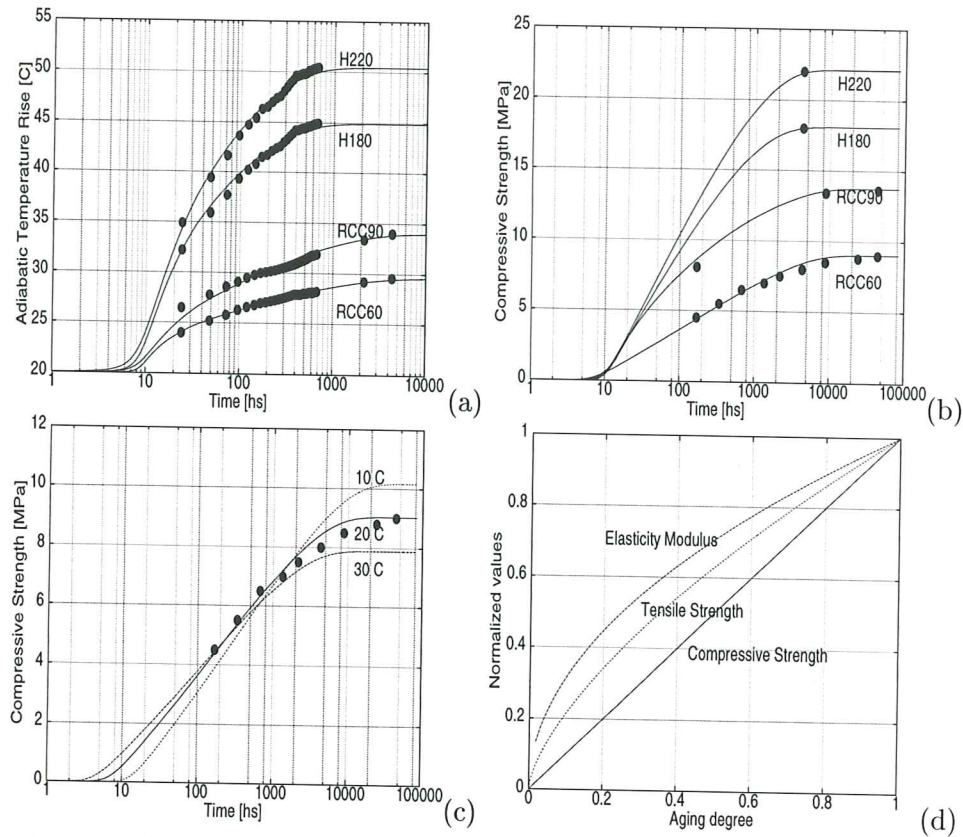 Adiabatic Temperature Rise [C]
55
50
45
40
35
30
25
20
H220
H180
RCC90
RCC60
1
10
100
1000
10000
Time [hs]
(a)
Compressive Strength [MPa]
25
20
15
10
5
0
H220
H180
RCC90
RCC60
1
10
100
1000
10000
100000
Time [hs]
(b)
Compressive Strength [MPa]
12
10
8
6
4
2
0
10 C
20 C
30 C
1
10
100
1000
10000
100000
Time [hs]
(c)
Normalized values
1
0.8
0.6
0.4
0.2
0
Elasticity Modulus
Tensile Strength
Compressive Strength
0
0.2
0.4
0.6
0.8
1
Aging degree
(d)